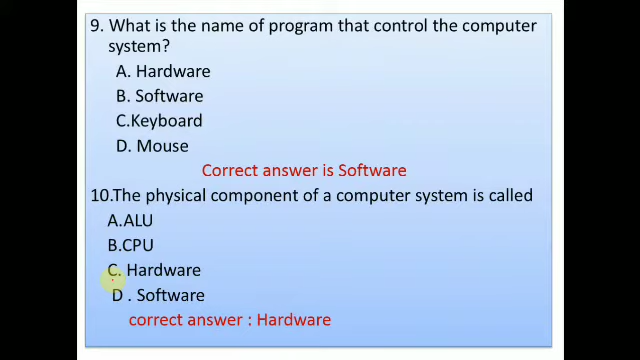 9. What is the name of program that control the computer
system?
A. Hardware
B. Software
C.Keyboard
D. Mouse
Correct answer is Software
10.The physical component of a computer system is called
A.ALU
B.CPU
C. Hardware
D . Software
correct answer : Hardware